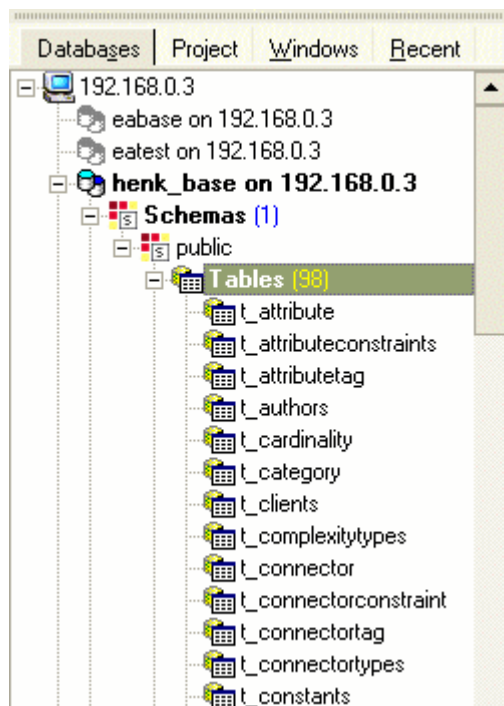 Databases Project Windows Recent
192.168.0.3
eabase on 192.168.0.3
eatest on 192.168.0.3
henk_base on 192.168.0.3
Schemas (1)
public
Tables (98)
t_attribute
t_attributeconstraints
t_attributetag
t_authors
t_cardinality
t_category
t_clients
t_complexitytypes
t_connector
t_connectorconstraint
t_connectortag
t_connectortypes
t_constants